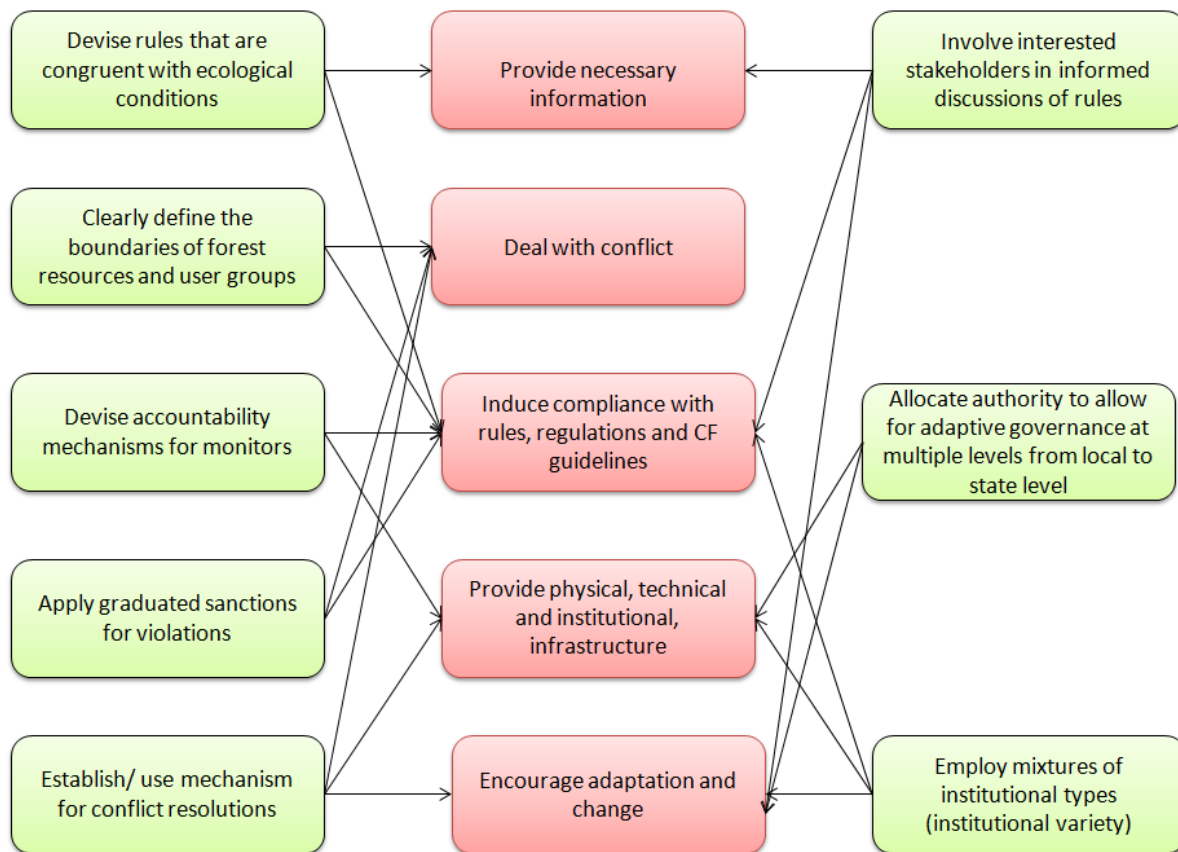 Devise rules that are
congruent with ecological
conditions
Provide necessary
information
Involve interested
stakeholders in informed
discussions of rules
Clearly define the
boundaries of forest
resources and user groups
Deal with conflict
Devise accountability
mechanisms for monitors
Induce compliance with
rules, regulations and CF
guidelines
Allocate authority to allow
for adaptive governance at
multiple levels from local to
state level
Apply graduated sanctions
for violations
Provide physical, technical
and institutional,
infrastructure
Establish/ use mechanism
for conflict resolutions
Encourage adaptation and
change
Employ mixtures of
institutional types
(institutional variety)